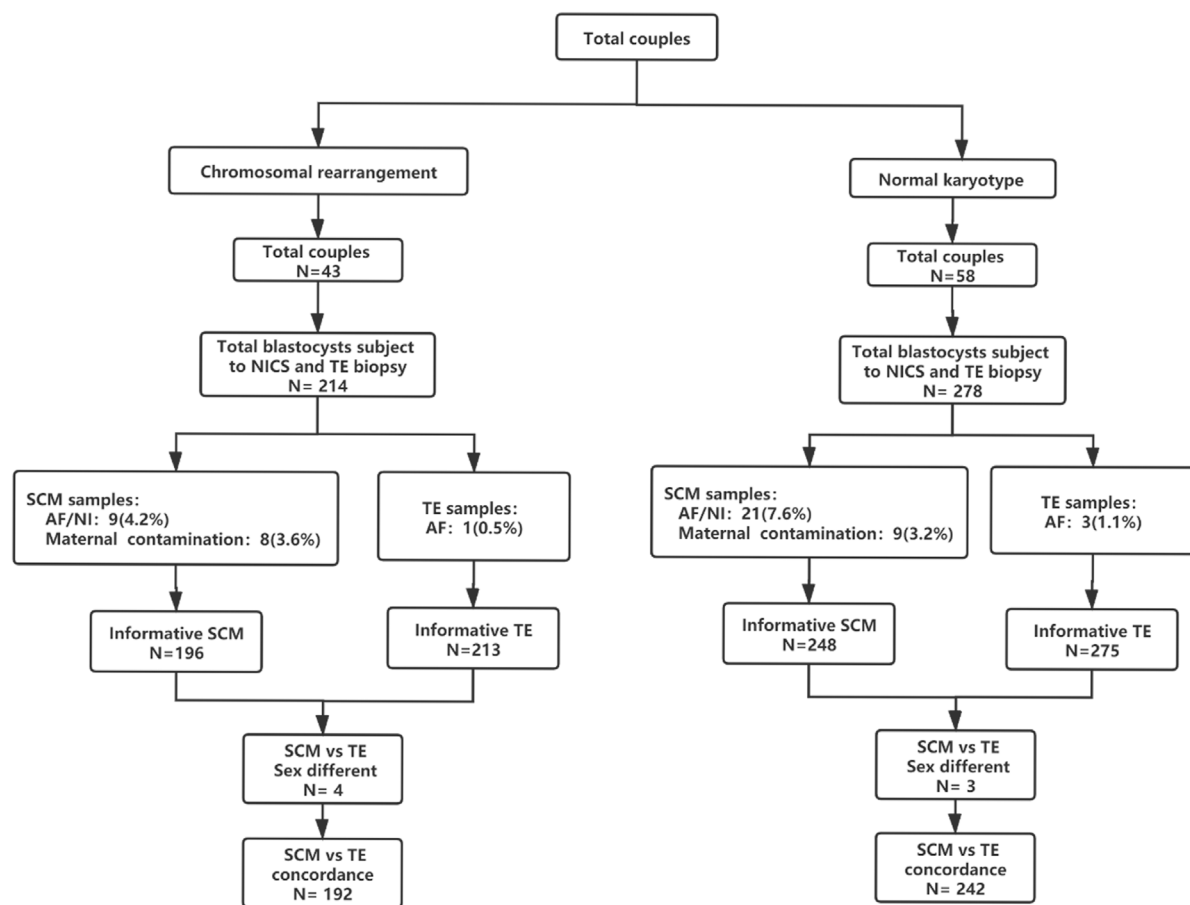 Total couples
Chromosomal rearrangement
Total couples
N=43
Total blastocysts subject
to NICS and TE biopsy
N= 214
SCM samples:
AF/NI: 9(4.2%)
Maternal contamination: 8(3.6%)
TE samples:
AF: 1(0.5%)
Informative SCM
N=196
Informative TE
N=213
SCM vs TE
Sex different
N= 4
SCM vs TE
concordance
N= 192
Normal karyotype
Total couples
N=58
Total blastocysts subject
to NICS and TE biopsy
N= 278
SCM samples:
AF/NI: 21(7.6%)
Maternal contamination: 9(3.2%)
TE samples:
AF: 3(1.1%)
Informative SCM
N=248
Informative TE
N=275
SCM vs TE
Sex different
N= 3
SCM vs TE
concordance
N= 242